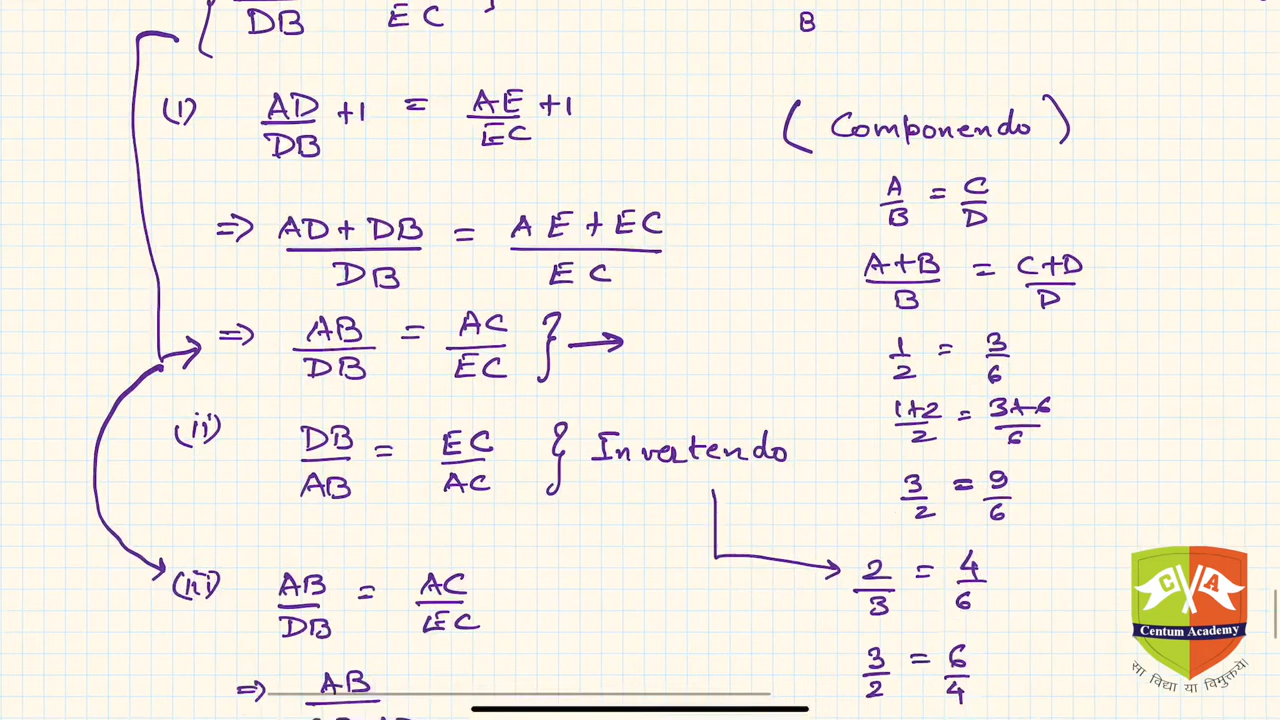 DB EC
B
(i) AD/DB +1 = AE/EC +1
(Componendo)
A/B = C/D
⇒ AD+DB/DB = AE+EC/EC
A+B/B = C+D/D
⇒ AB/DB = AC/EC } →
1/2 = 3/6
1+2/2 = 3+6/6
(ii) DB/AB = EC/AC } Invertendo
3/2 = 9/6
2/3 = 4/6
(iii) AB/DB = AC/EC
3/2 = 6/4
⇒ AB
C A
Centum Academy
सा विद्या या विमुक्तये